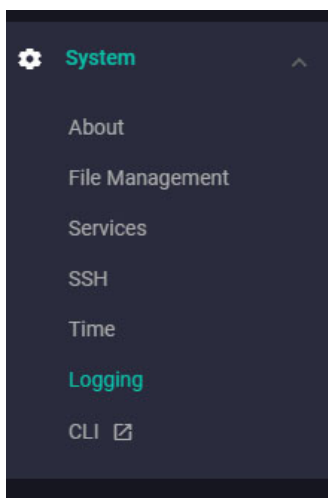 System
About
File Management
Services
SSH
Time
Logging
CLI